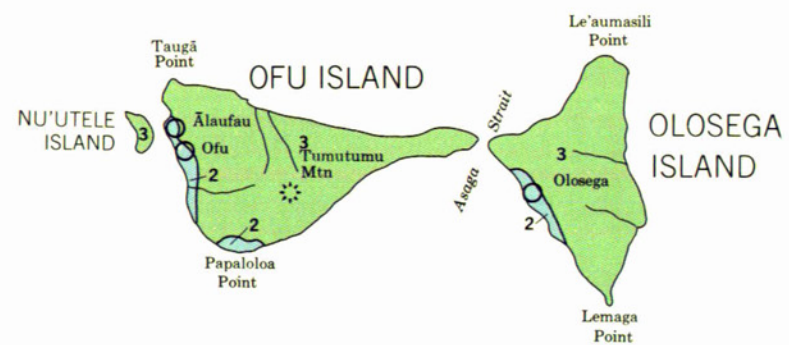 Le'aumasili
Point
Taugā
Point
OFU ISLAND
NU'UTELE
ISLAND
3
Ālaufau
Ofu
2
3
Tumutumu
Mtn
2
Papaloloa
Point
Asaga Strait
OLOSEGA
ISLAND
3
Olosega
2
Lemaga
Point